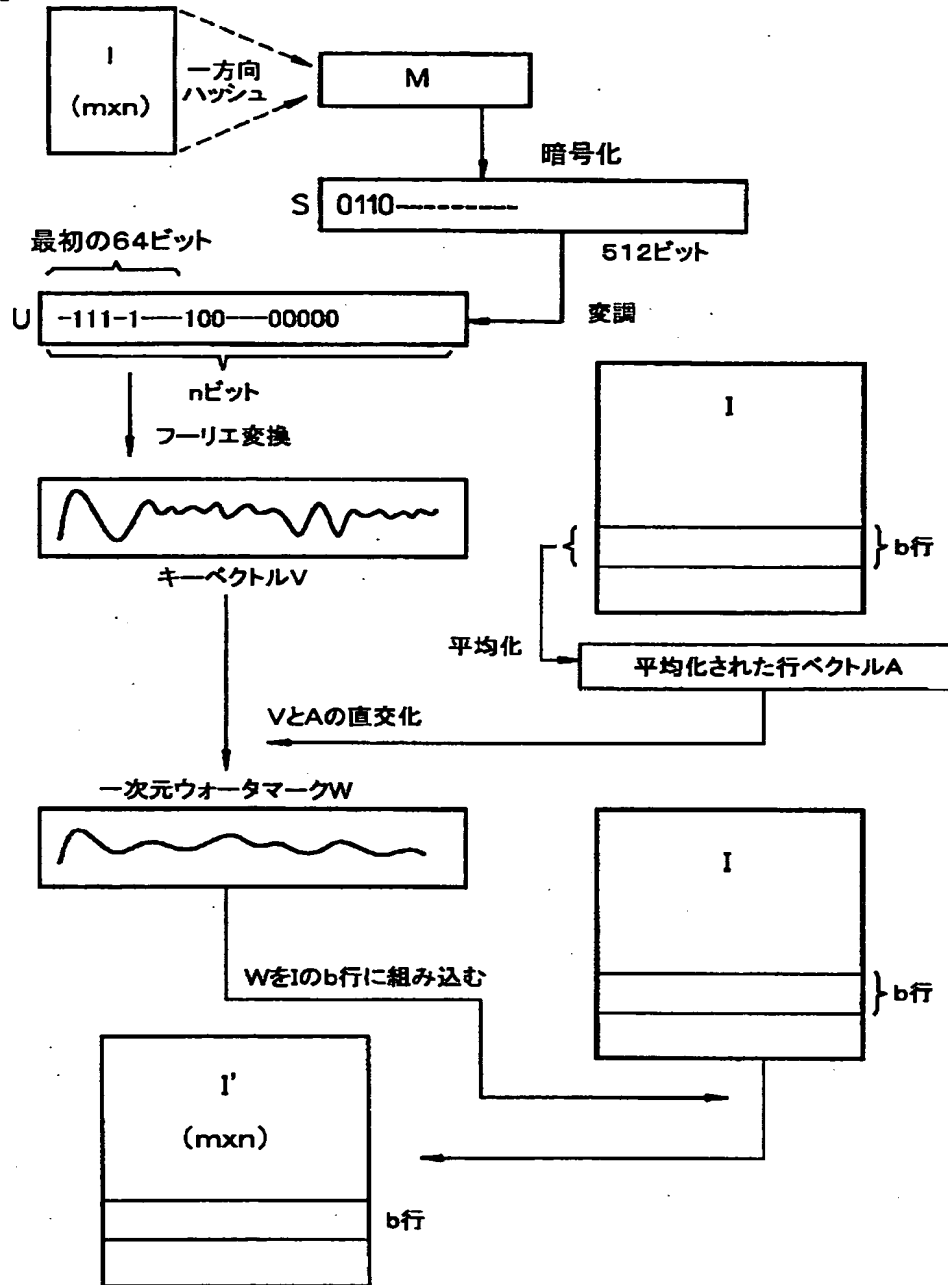 I
(mxn)
一方向
ハッシュ
M
暗号化
S
0110---------
512ビット
最初の64ビット
U
-111-1---100---00000
変調
nビット
フーリエ変換
キーベクトルV
I
b行
平均化
平均化された行ベクトルA
VとAの直交化
一次元ウォータマークW
WをIのb行に組み込む
I
b行
I'
(mxn)
b行